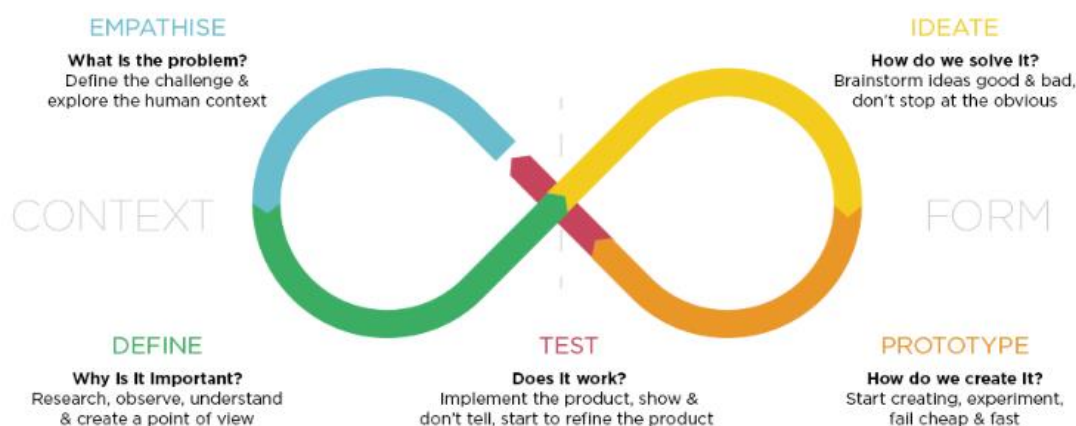 EMPATHISE
What Is the problem?
Define the challenge &
explore the human context
IDEATE
How do we solve It?
Brainstorm ideas good & bad,
don't stop at the obvious
CONTEXT
FORM
DEFINE
Why Is It Important?
Research, observe, understand
& create a point of view
TEST
Does It work?
Implement the product, show &
don't tell, start to refine the product
PROTOTYPE
How do we create It?
Start creating, experiment,
fail cheap & fast